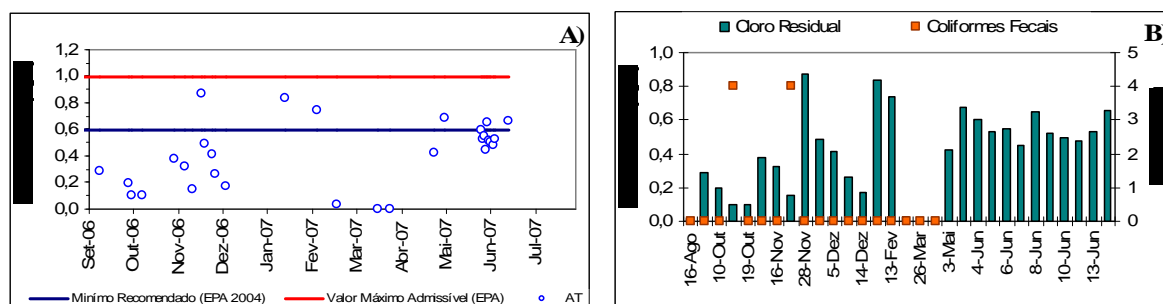 A)
1,2
1,0
0,8
0,6
0,4
0,2
0,0
Set-06
Out-06
Nov-06
Dez-06
Jan-07
Fev-07
Mar-07
Abr-07
Mai-07
Jun-07
Jul-07
Minímo Recomendado (EPA 2004)
Valor Máximo Admissível (EPA)
AT
Cloro Residual
Coliformes Fecais
B)
1,0
0,8
0,6
0,4
0,2
0,0
5
4
3
2
1
0
16-Ago
10-Out
19-Out
16-Nov
28-Nov
5-Dez
14-Dez
13-Fev
26-Mar
3-Mai
4-Jun
6-Jun
8-Jun
10-Jun
13-Jun